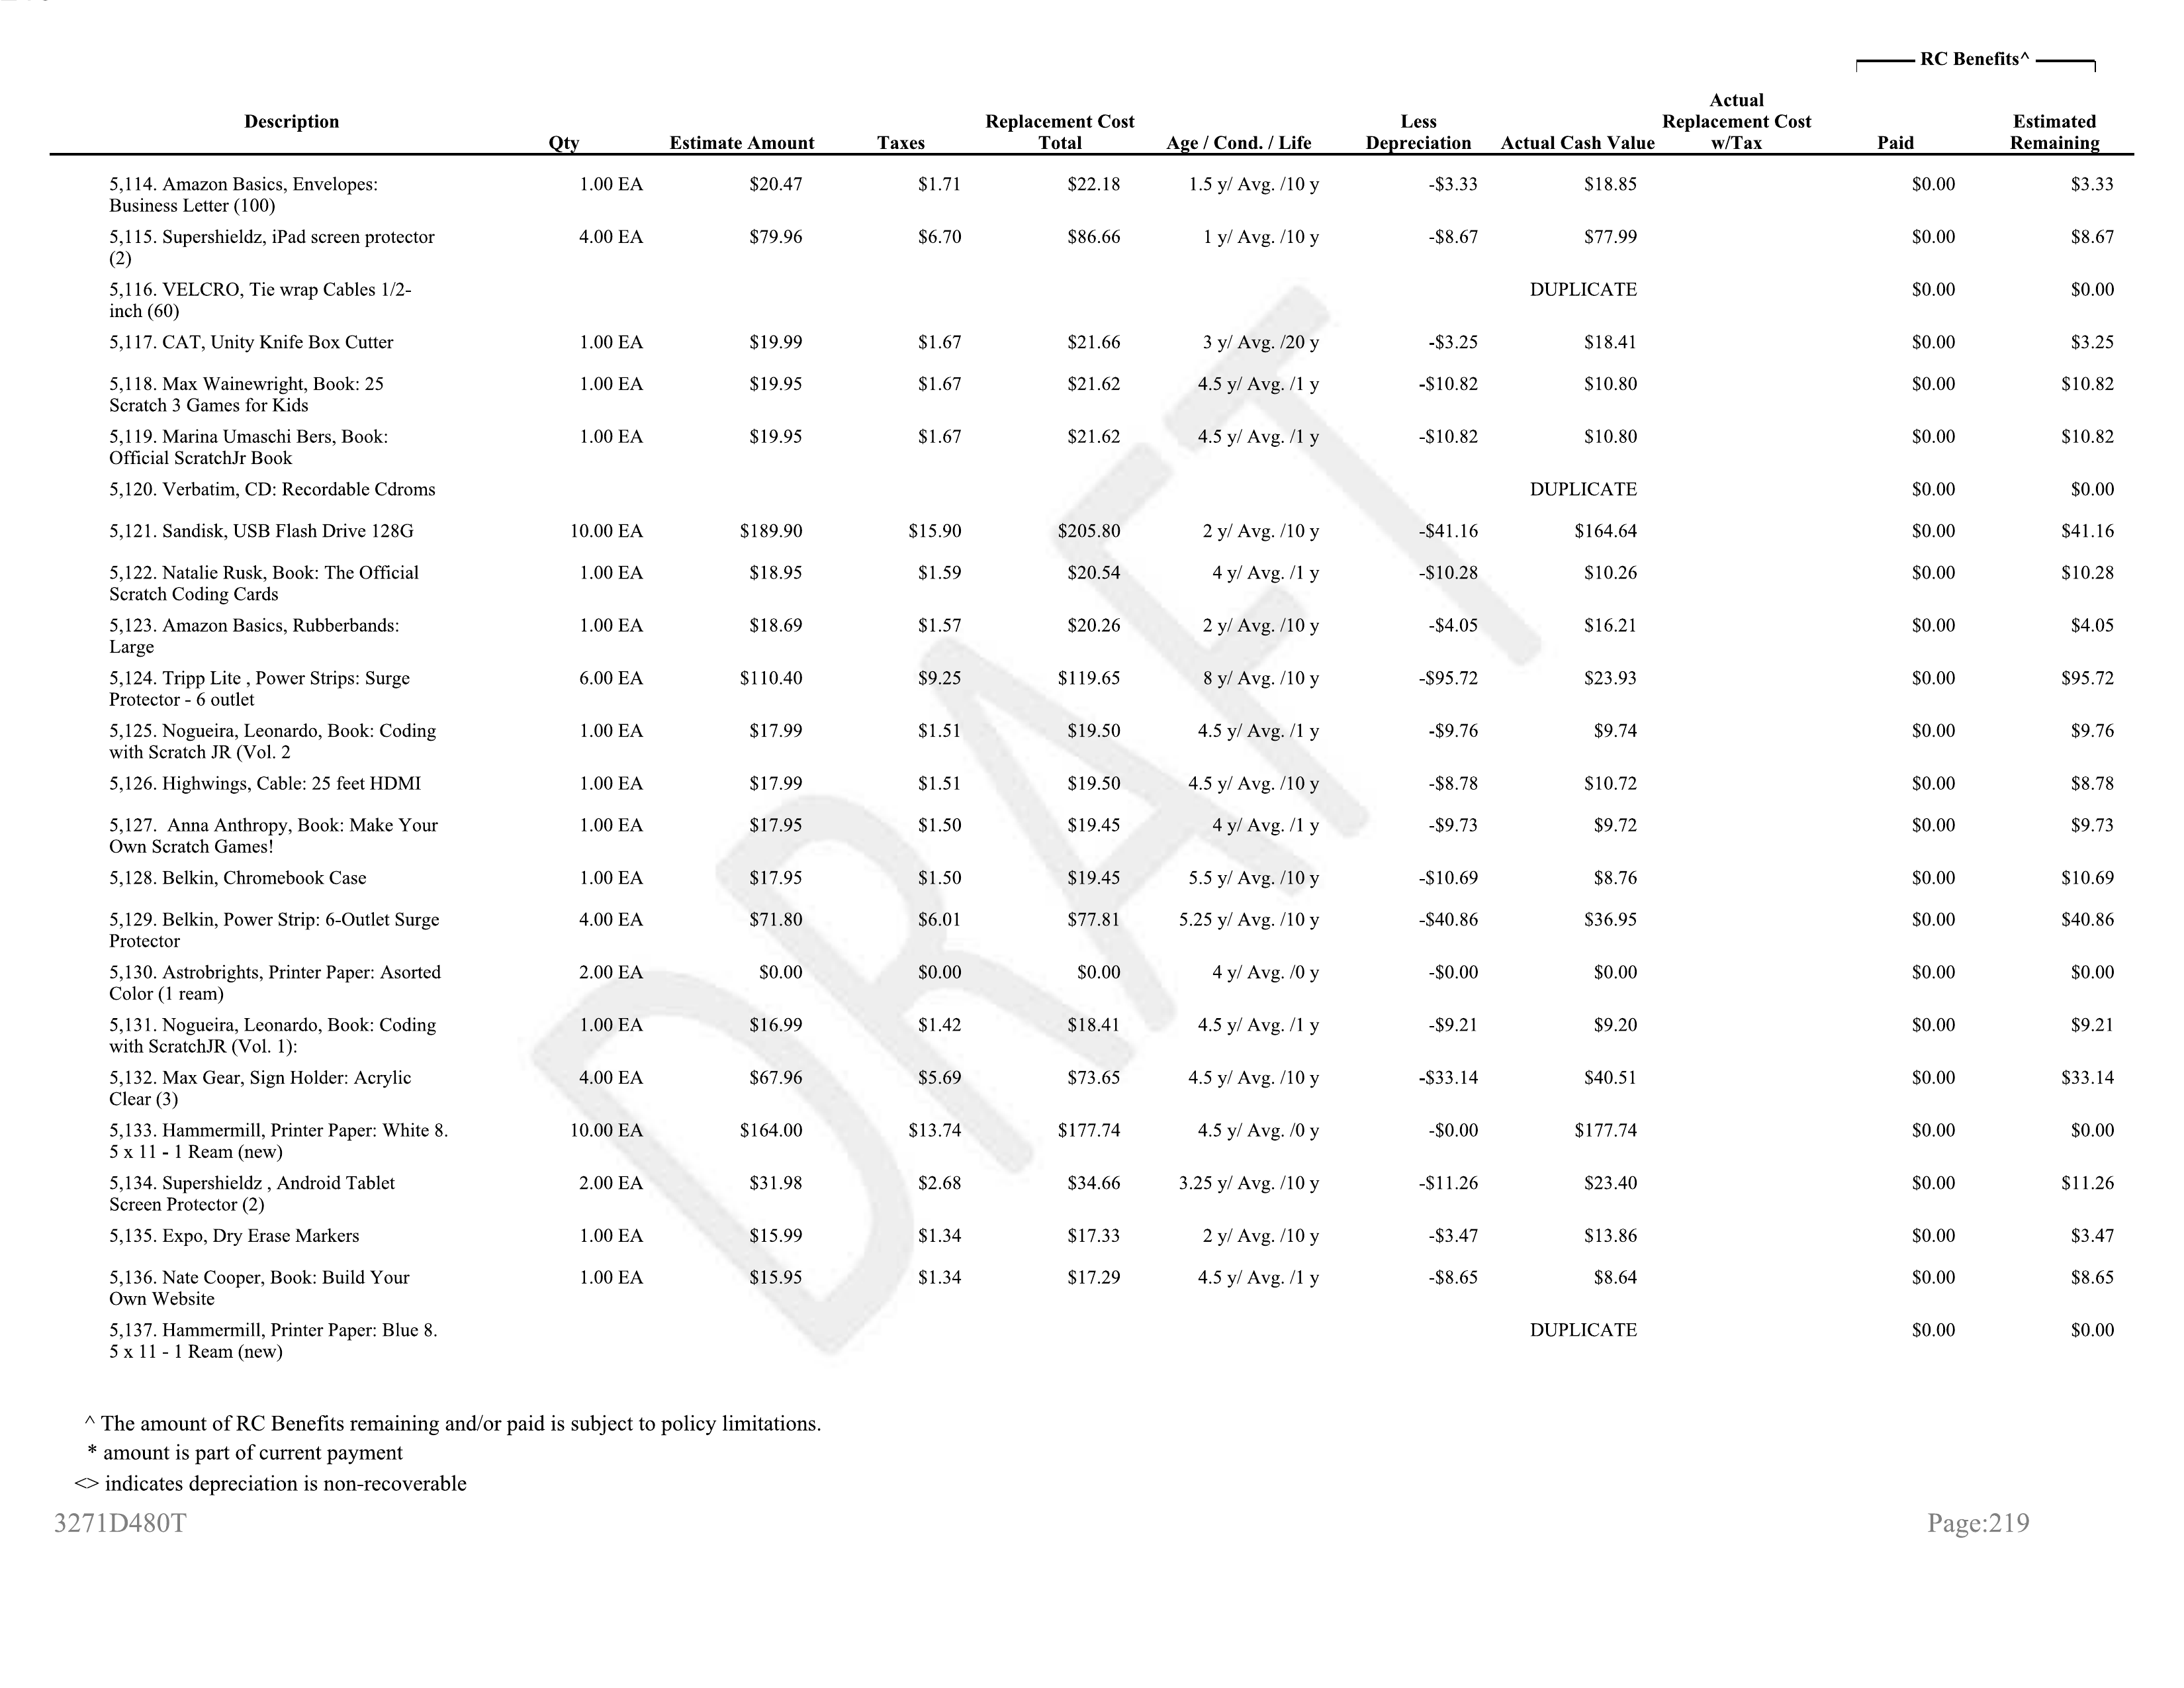 RC Benefits^
Description Qty Estimate Amount Taxes Replacement Cost Total Age / Cond. / Life Less Depreciation Actual Cash Value Actual Replacement Cost w/Tax Paid Estimated Remaining
5,114. Amazon Basics, Envelopes: 1.00 EA $20.47 $1.71 $22.18 1.5 y/ Avg. /10 y -$3.33 $18.85 $0.00 $3.33
Business Letter (100)
5,115. Supershieldz, iPad screen protector 4.00 EA $79.96 $6.70 $86.66 1 y/ Avg. /10 y -$8.67 $77.99 $0.00 $8.67
(2)
5,116. VELCRO, Tie wrap Cables 1/2- DUPLICATE $0.00 $0.00
inch (60)
5,117. CAT, Unity Knife Box Cutter 1.00 EA $19.99 $1.67 $21.66 3 y/ Avg. /20 y -$3.25 $18.41 $0.00 $3.25
5,118. Max Wainewright, Book: 25 1.00 EA $19.95 $1.67 $21.62 4.5 y/ Avg. /1 y -$10.82 $10.80 $0.00 $10.82
Scratch 3 Games for Kids
5,119. Marina Umaschi Bers, Book: 1.00 EA $19.95 $1.67 $21.62 4.5 y/ Avg. /1 y -$10.82 $10.80 $0.00 $10.82
Official ScratchJr Book
5,120. Verbatim, CD: Recordable Cdroms DUPLICATE $0.00 $0.00
5,121. Sandisk, USB Flash Drive 128G 10.00 EA $189.90 $15.90 $205.80 2 y/ Avg. /10 y -$41.16 $164.64 $0.00 $41.16
5,122. Natalie Rusk, Book: The Official 1.00 EA $18.95 $1.59 $20.54 4 y/ Avg. /1 y -$10.28 $10.26 $0.00 $10.28
Scratch Coding Cards
5,123. Amazon Basics, Rubberbands: 1.00 EA $18.69 $1.57 $20.26 2 y/ Avg. /10 y -$4.05 $16.21 $0.00 $4.05
Large
5,124. Tripp Lite , Power Strips: Surge 6.00 EA $110.40 $9.25 $119.65 8 y/ Avg. /10 y -$95.72 $23.93 $0.00 $95.72
Protector - 6 outlet
5,125. Nogueira, Leonardo, Book: Coding 1.00 EA $17.99 $1.51 $19.50 4.5 y/ Avg. /1 y -$9.76 $9.74 $0.00 $9.76
with Scratch JR (Vol. 2
5,126. Highwings, Cable: 25 feet HDMI 1.00 EA $17.99 $1.51 $19.50 4.5 y/ Avg. /10 y -$8.78 $10.72 $0.00 $8.78
5,127. Anna Anthropy, Book: Make Your 1.00 EA $17.95 $1.50 $19.45 4 y/ Avg. /1 y -$9.73 $9.72 $0.00 $9.73
Own Scratch Games!
5,128. Belkin, Chromebook Case 1.00 EA $17.95 $1.50 $19.45 5.5 y/ Avg. /10 y -$10.69 $8.76 $0.00 $10.69
5,129. Belkin, Power Strip: 6-Outlet Surge 4.00 EA $71.80 $6.01 $77.81 5.25 y/ Avg. /10 y -$40.86 $36.95 $0.00 $40.86
Protector
5,130. Astrobrights, Printer Paper: Asorted 2.00 EA $0.00 $0.00 $0.00 4 y/ Avg. /0 y -$0.00 $0.00 $0.00 $0.00
Color (1 ream)
5,131. Nogueira, Leonardo, Book: Coding 1.00 EA $16.99 $1.42 $18.41 4.5 y/ Avg. /1 y -$9.21 $9.20 $0.00 $9.21
with ScratchJR (Vol. 1):
5,132. Max Gear, Sign Holder: Acrylic 4.00 EA $67.96 $5.69 $73.65 4.5 y/ Avg. /10 y -$33.14 $40.51 $0.00 $33.14
Clear (3)
5,133. Hammermill, Printer Paper: White 8. 10.00 EA $164.00 $13.74 $177.74 4.5 y/ Avg. /0 y -$0.00 $177.74 $0.00 $0.00
5 x 11 - 1 Ream (new)
5,134. Supershieldz , Android Tablet 2.00 EA $31.98 $2.68 $34.66 3.25 y/ Avg. /10 y -$11.26 $23.40 $0.00 $11.26
Screen Protector (2)
5,135. Expo, Dry Erase Markers 1.00 EA $15.99 $1.34 $17.33 2 y/ Avg. /10 y -$3.47 $13.86 $0.00 $3.47
5,136. Nate Cooper, Book: Build Your 1.00 EA $15.95 $1.34 $17.29 4.5 y/ Avg. /1 y -$8.65 $8.64 $0.00 $8.65
Own Website
5,137. Hammermill, Printer Paper: Blue 8. DUPLICATE $0.00 $0.00
5 x 11 - 1 Ream (new)
DRAFT
^ The amount of RC Benefits remaining and/or paid is subject to policy limitations.
* amount is part of current payment
<> indicates depreciation is non-recoverable
3271D480T Page:219